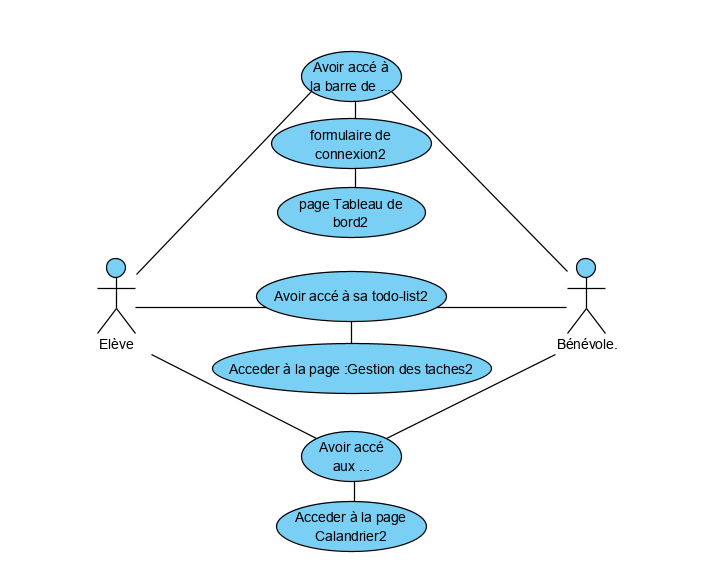 Avoir accé à
la barre de ...
formulaire de
connexion2
page Tableau de
bord2
Avoir accé à sa todo-list2
Elève
Bénévole.
Acceder à la page :Gestion des taches2
Avoir accé
aux ...
Acceder à la page
Calandrier2